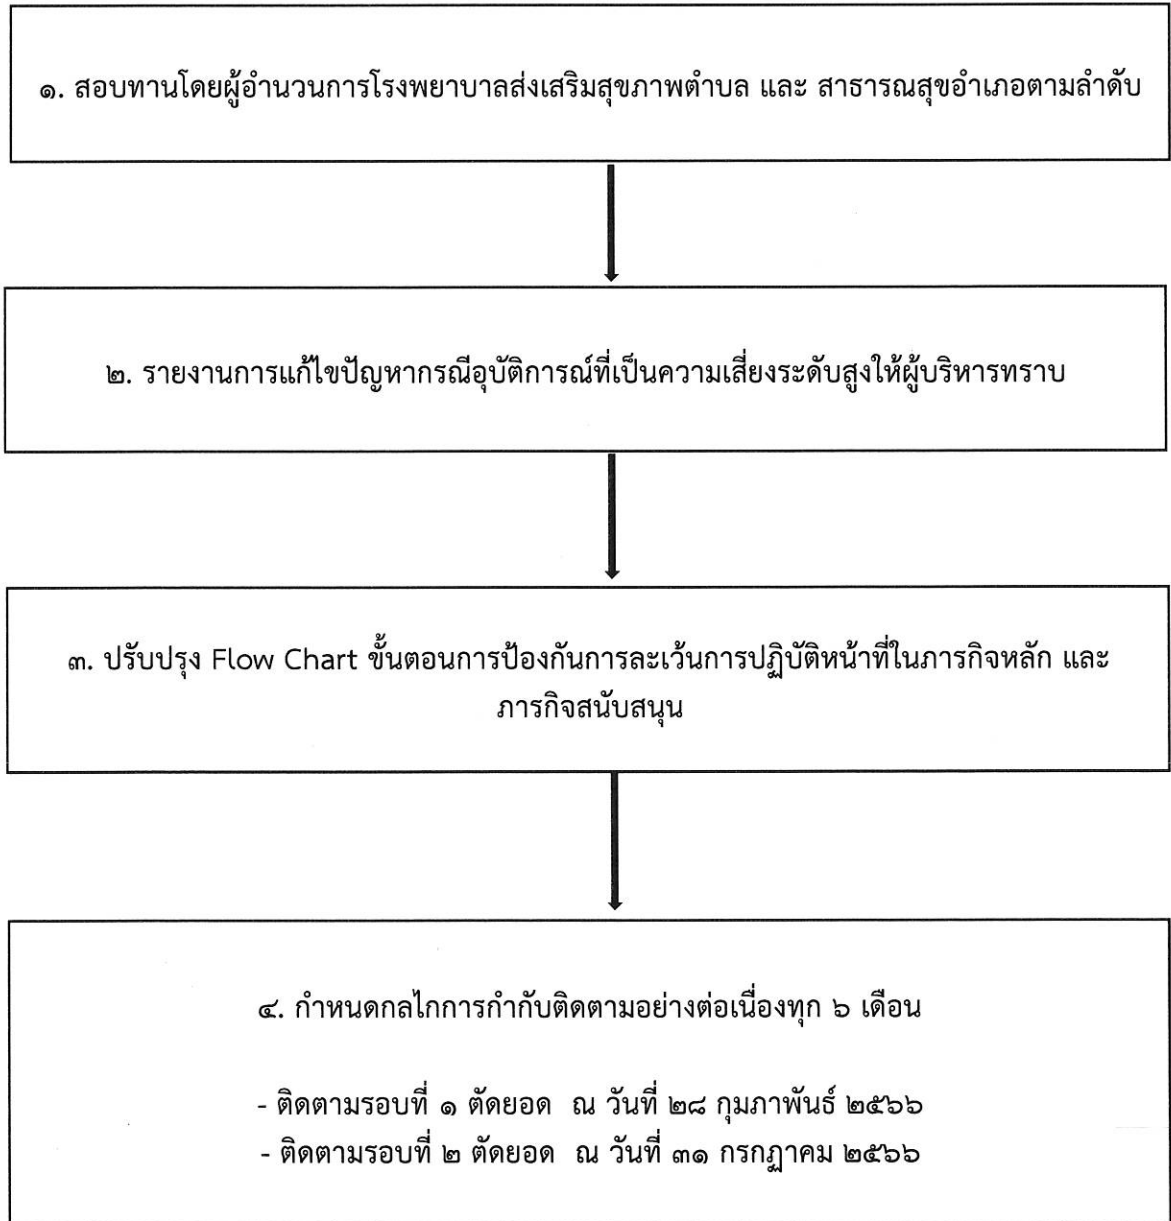 ๑. สอบทานโดยผู้อำนวยการโรงพยาบาลส่งเสริมสุขภาพตำบล และ สาธารณสุขอำเภอตามลำดับ
๒. รายงานการแก้ไขปัญหากรณีอุบัติการณ์ที่เป็นความเสี่ยงระดับสูงให้ผู้บริหารทราบ
๓. ปรับปรุง Flow Chart ขั้นตอนการป้องกันการละเว้นการปฏิบัติหน้าที่ในภารกิจหลัก และ
ภารกิจสนับสนุน
๔. กำหนดกลไกการกำกับติดตามอย่างต่อเนื่องทุก ๖ เดือน
- ติดตามรอบที่ ๑ ตัดยอด ณ วันที่ ๒๘ กุมภาพันธ์ ๒๕๖๖
- ติดตามรอบที่ ๒ ตัดยอด ณ วันที่ ๓๑ กรกฎาคม ๒๕๖๖